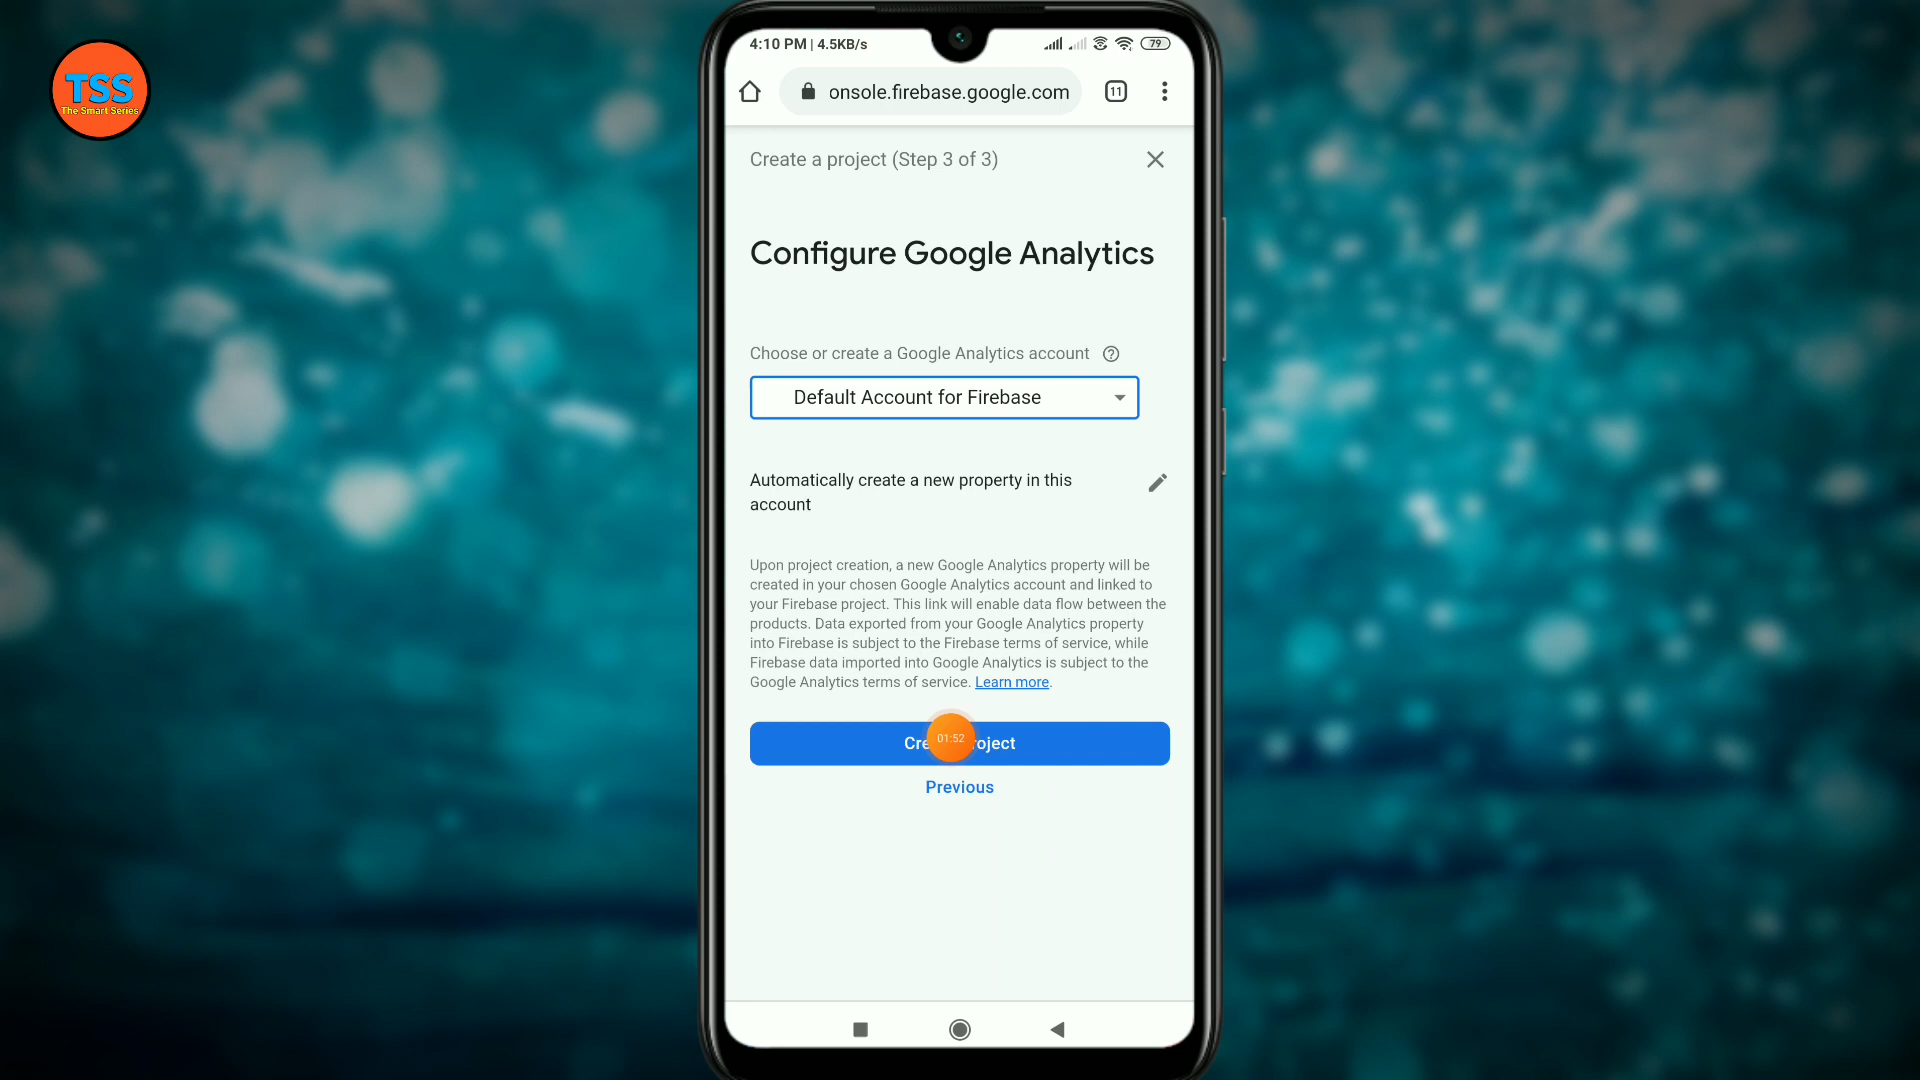 TSS
The Smart Series
4:10 PM | 4.5KB/s
79
onsole.firebase.google.com
11
Create a project (Step 3 of 3)
Configure Google Analytics
Choose or create a Google Analytics account
Default Account for Firebase
Automatically create a new property in this
account
Upon project creation, a new Google Analytics property will be
created in your chosen Google Analytics account and linked to
your Firebase project. This link will enable data flow between the
products. Data exported from your Google Analytics property
into Firebase is subject to the Firebase terms of service, while
Firebase data imported into Google Analytics is subject to the
Google Analytics terms of service. Learn more.
Cre
01:52
oject
Previous